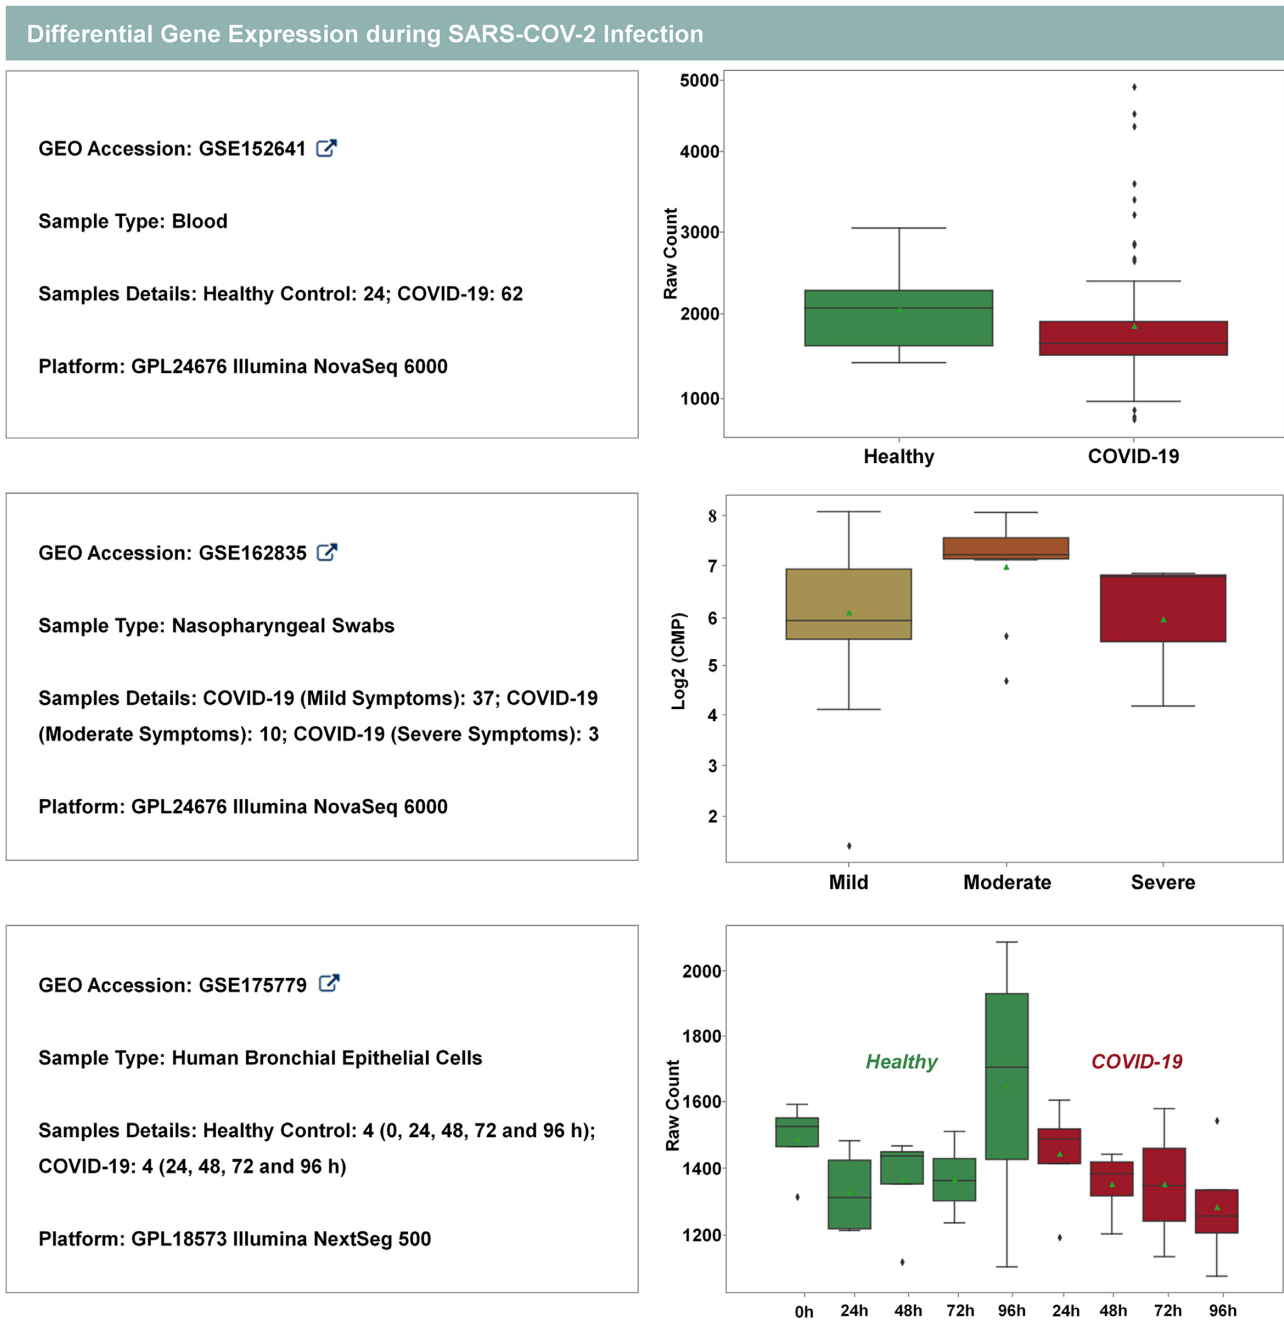 Differential Gene Expression during SARS-COV-2 Infection
GEO Accession: GSE152641
Sample Type: Blood
Samples Details: Healthy Control: 24; COVID-19: 62
Platform: GPL24676 Illumina NovaSeq 6000
Raw Count
5000
4000
3000
2000
1000
Healthy
COVID-19
GEO Accession: GSE162835
Sample Type: Nasopharyngeal Swabs
Samples Details: COVID-19 (Mild Symptoms): 37; COVID-19
(Moderate Symptoms): 10; COVID-19 (Severe Symptoms): 3
Platform: GPL24676 Illumina NovaSeq 6000
Log2 (CMP)
8
7
6
5
4
3
2
Mild
Moderate
Severe
GEO Accession: GSE175779
Sample Type: Human Bronchial Epithelial Cells
Samples Details: Healthy Control: 4 (0, 24, 48, 72 and 96 h);
COVID-19: 4 (24, 48, 72 and 96 h)
Platform: GPL18573 Illumina NextSeg 500
Raw Count
2000
1800
1600
1400
1200
Healthy
COVID-19
0h
24h
48h
72h
96h
24h
48h
72h
96h